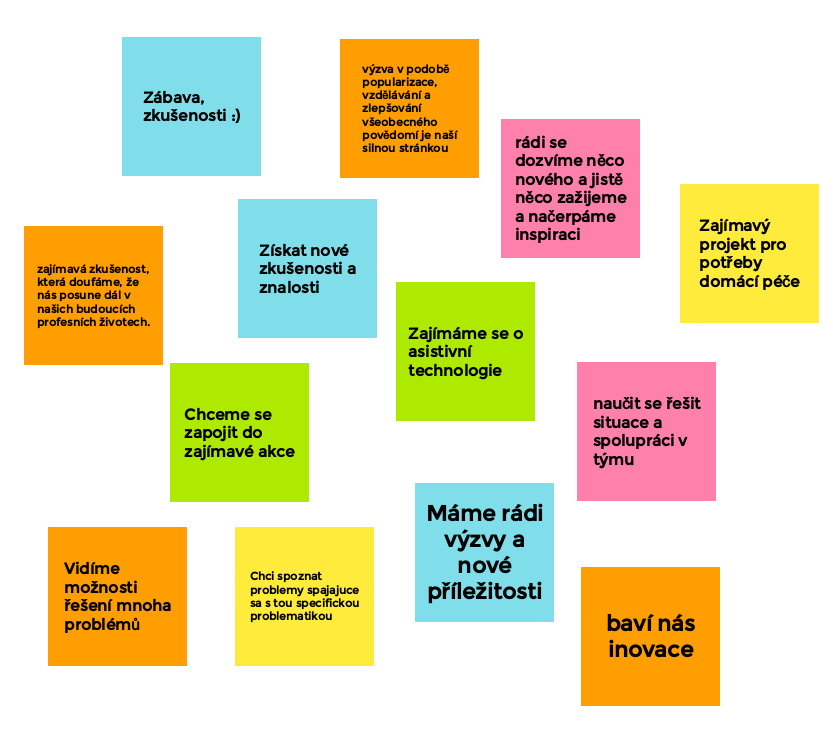 Zábava,
zkušenosti :)
výzva v podobě
popularizace,
vzdělávání a
zlepšování
všeobecného
povědomí je naší
silnou stránkou
rádi se
dozvíme něco
nového a jistě
něco zažijeme
a načerpáme
inspiraci
Zajímavý
projekt pro
potřeby
domácí péče
zajímavá zkušenost,
která doufáme, že
nás posune dál v
našich budoucích
profesních životech.
Získat nové
zkušenosti a
znalosti
Zajímáme se o
asistivní
technologie
Chceme se
zapojit do
zajímavé akce
naučit se řešit
situace a
spolupráci v
týmu
Máme rádi
výzvy a
nové
příležitosti
Vidíme
možnosti
řešení mnoha
problémů
Chci spoznat
problemy spajajuce
sa s tou specifickou
problematikou
baví nás
inovace